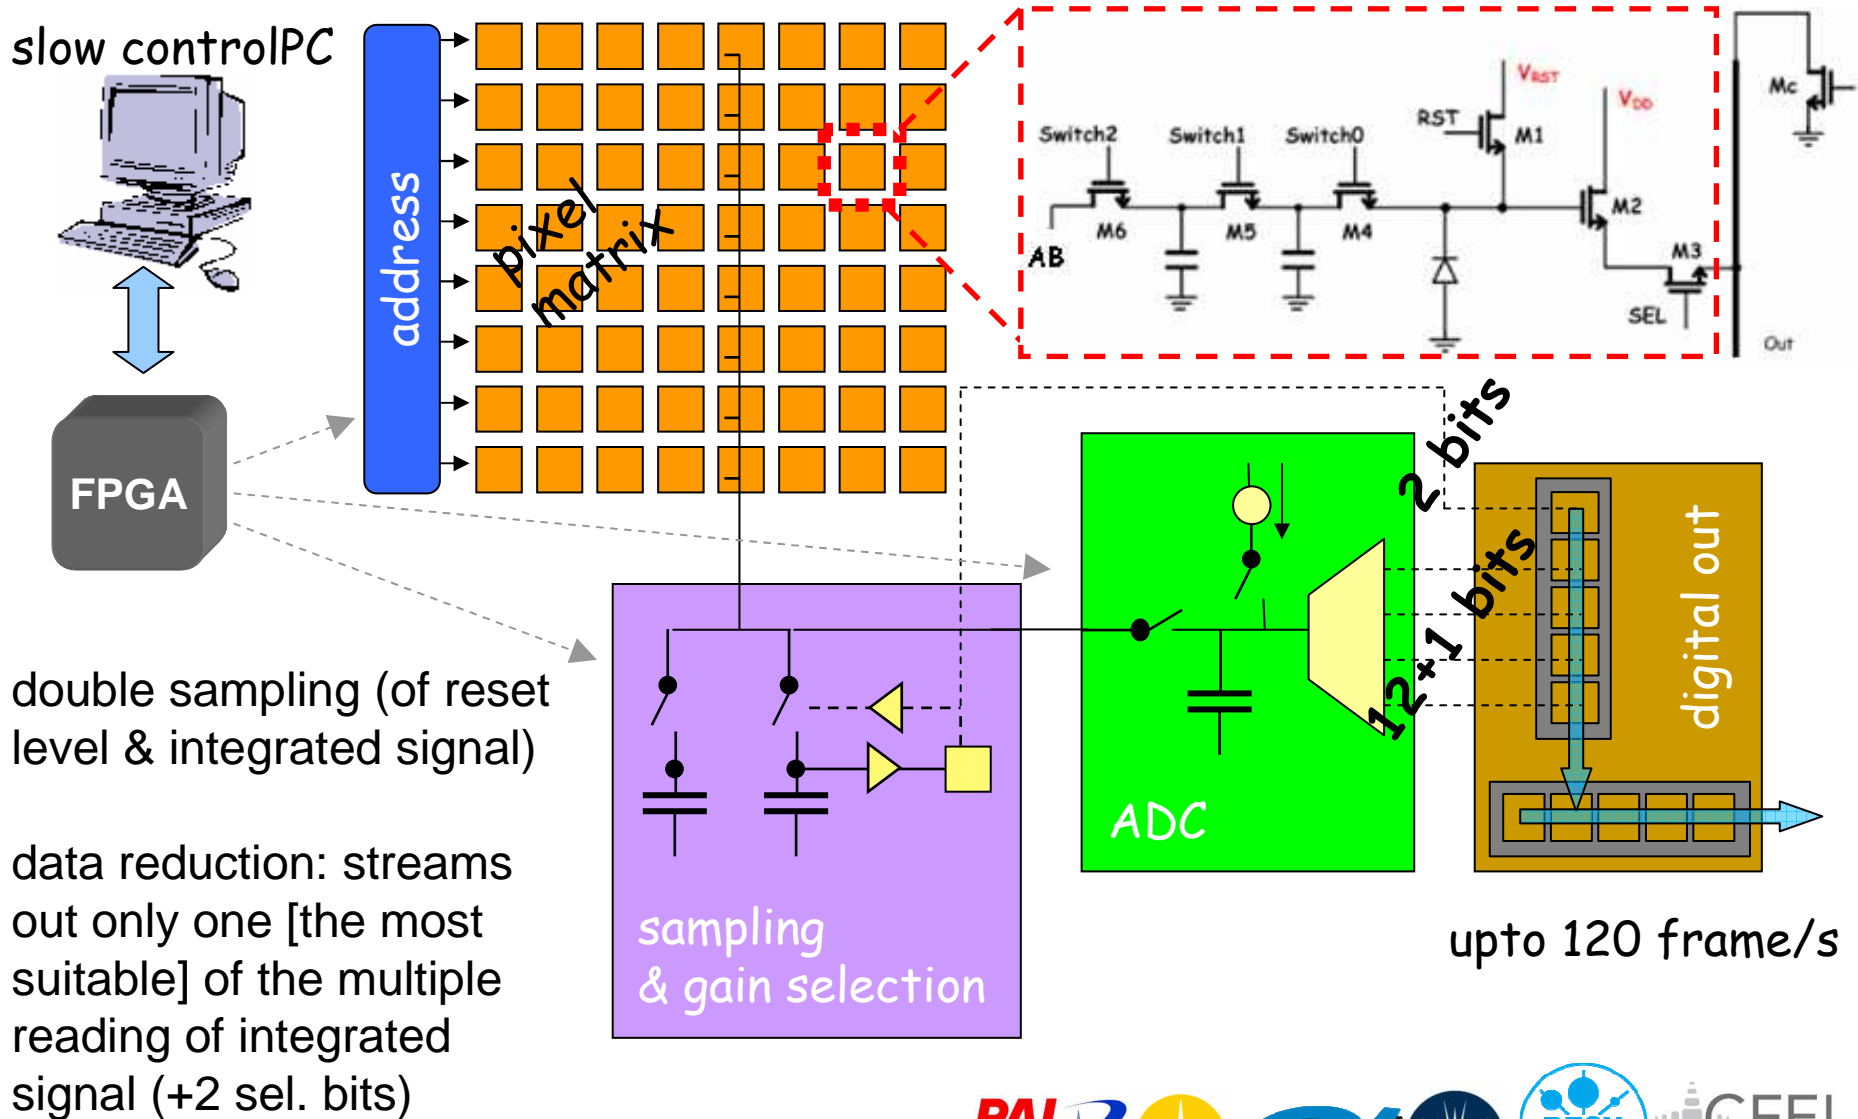 slow controlPC
address
pixel
matrix
FPGA
Switch2
Switch1
Switch0
RST
VRST
M1
VDD
Mc
M2
M6
M5
M4
M3
AB
SEL
Out
2 bits
12+1 bits
digital out
ADC
sampling
& gain selection
upto 120 frame/s
double sampling (of reset
level & integrated signal)
data reduction: streams
out only one [the most
suitable] of the multiple
reading of integrated
signal (+2 sel. bits)